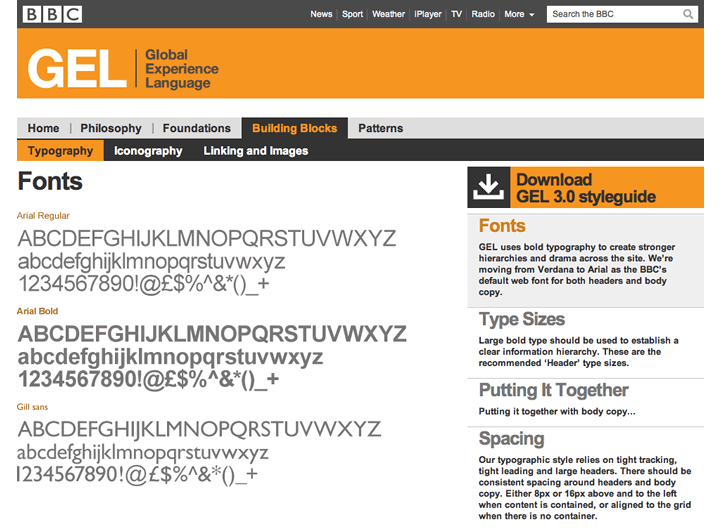 BBC
News Sport Weather iPlayer TV Radio More
Search the BBC
GEL
Global
Experience
Language
Home Philosophy Foundations Building Blocks Patterns
Typography Iconography Linking and Images
Fonts
Arial Regular
ABCDEFGHIJKLMNOPQRSTUVWXYZ
abcdefghijklmnopqrstuvwxyz
1234567890!@£$%^&*()_+
Arial Bold
ABCDEFGHIJKLMNOPQRSTUVWXYZ
abcdefghijklmnopqrstuvwxyz
1234567890!@£$%^&*()_+
Gill sans
ABCDEFGHIJKLMNOPQRSTUVWXYZ
abcdefghijklmnopqrstuvwxyz
1234567890!@£$%^&*()_+
Download
GEL 3.0 styleguide
Fonts
GEL uses bold typography to create stronger
hierarchies and drama across the site. We're
moving from Verdana to Arial as the BBC's
default web font for both headers and body
copy.
Type Sizes
Large bold type should be used to establish a
clear information hierarchy. These are the
recommended 'Header' type sizes.
Putting It Together
Putting it together with body copy...
Spacing
Our typographic style relies on tight tracking,
tight leading and large headers. There should be
consistent spacing around headers and body
copy. Either 8px or 16px above and to the left
when content is contained, or aligned to the grid
when there is no container.